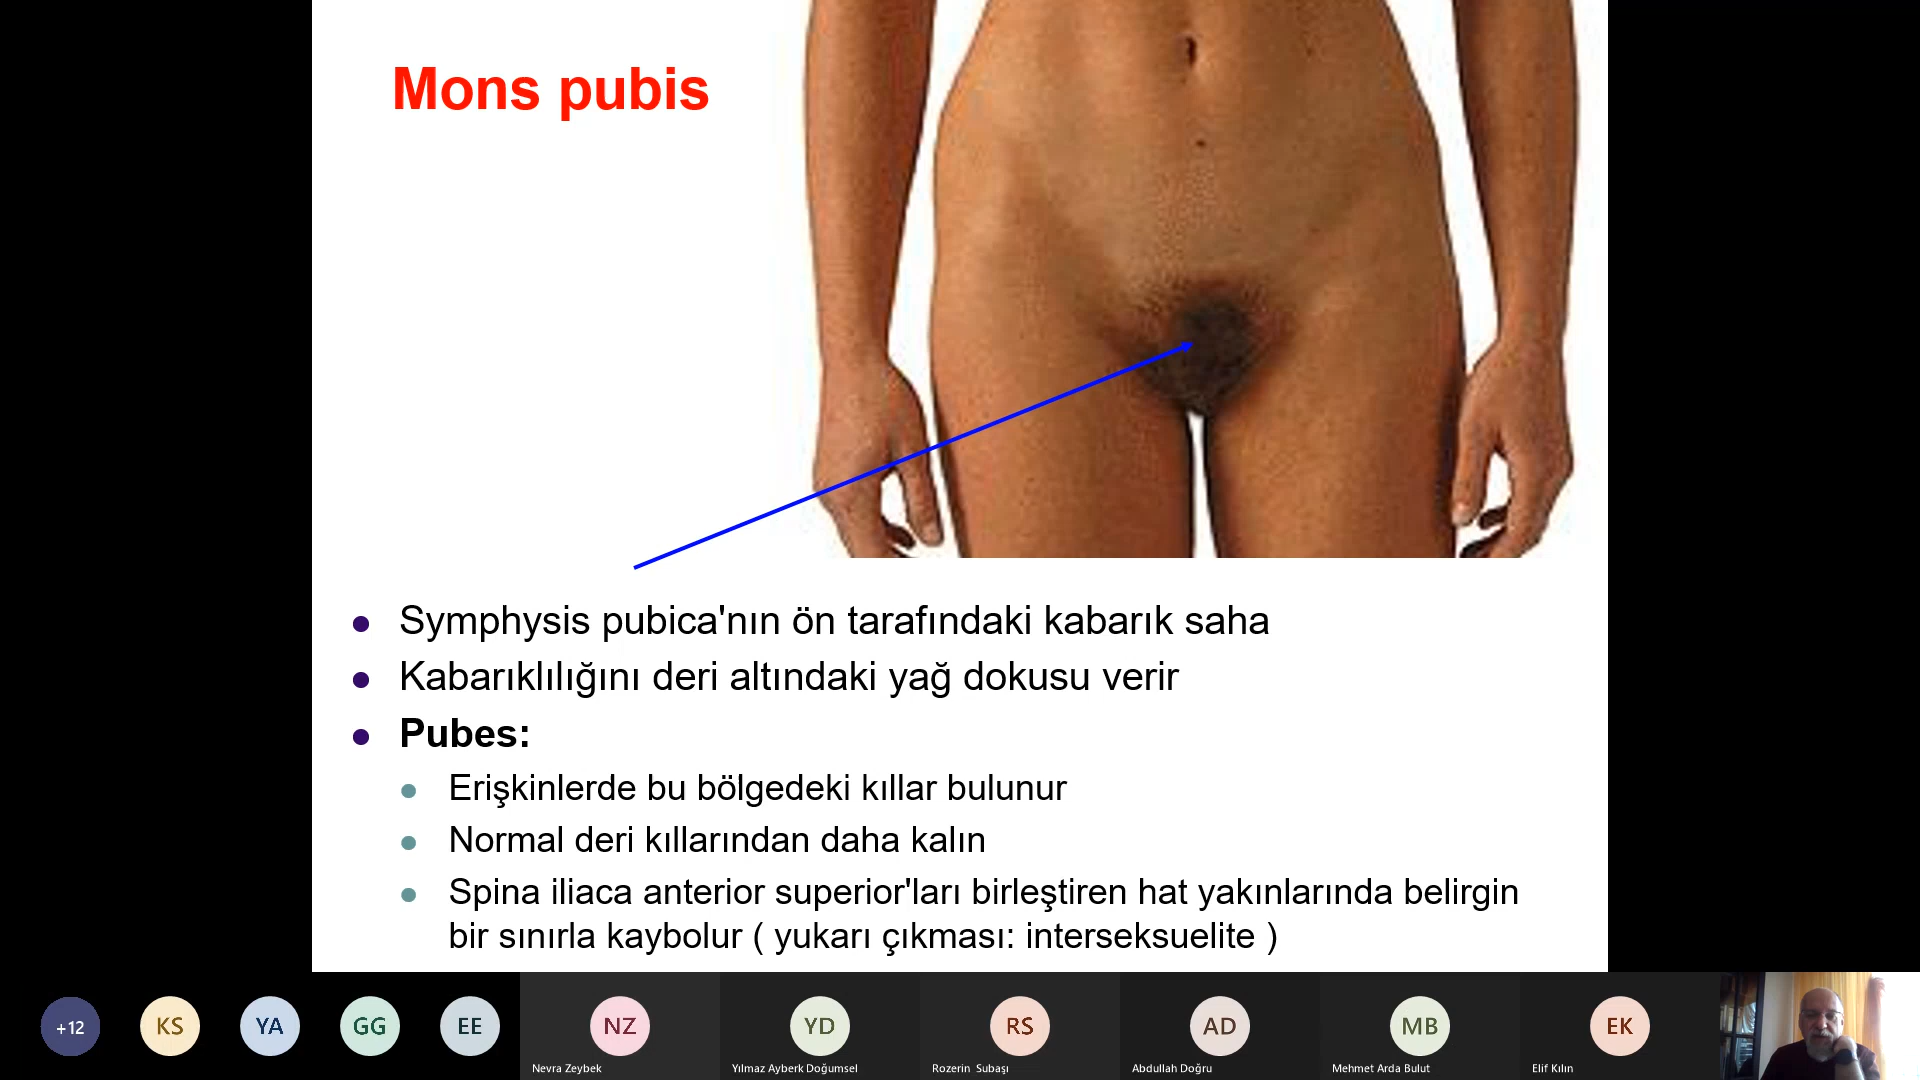 Mons pubis
Symphysis pubica'nın ön tarafındaki kabarık saha
Kabarıklılığını deri altındaki yağ dokusu verir
Pubes:
Erişkinlerde bu bölgedeki kıllar bulunur
Normal deri kıllarından daha kalın
Spina iliaca anterior superior'ları birleştiren hat yakınlarında belirgin
bir sınırla kaybolur ( yukarı çıkması: interseksuelite )
+12
KS
YA
GG
EE
NZ
YD
RS
AD
MB
EK
Nevra Zeybek
Yılmaz Ayberk Doğumsel
Rozerin Subaşı
Abdullah Doğru
Mehmet Arda Bulut
Elif Kılın